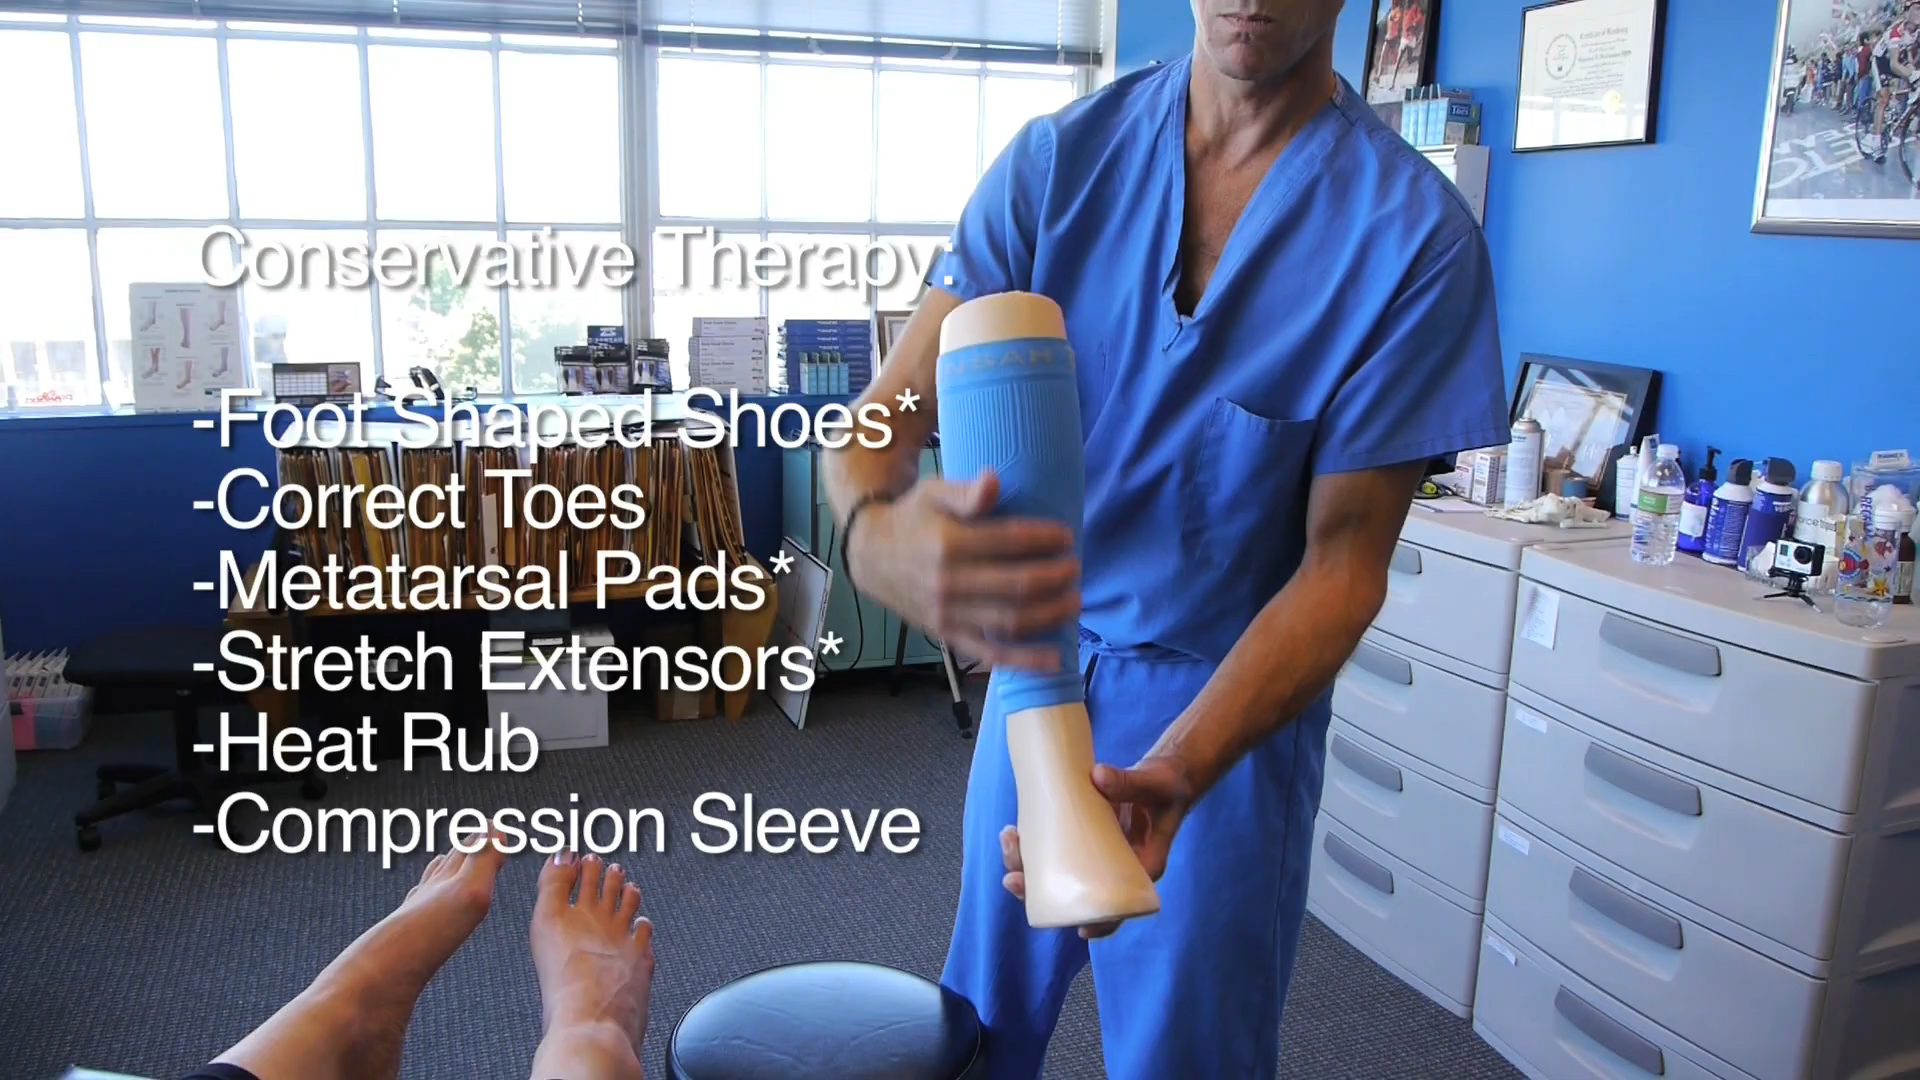 Conservative Therapy:
-Foot Shaped Shoes*
-Correct Toes
-Metatarsal Pads*
-Stretch Extensors*
-Heat Rub
-Compression Sleeve